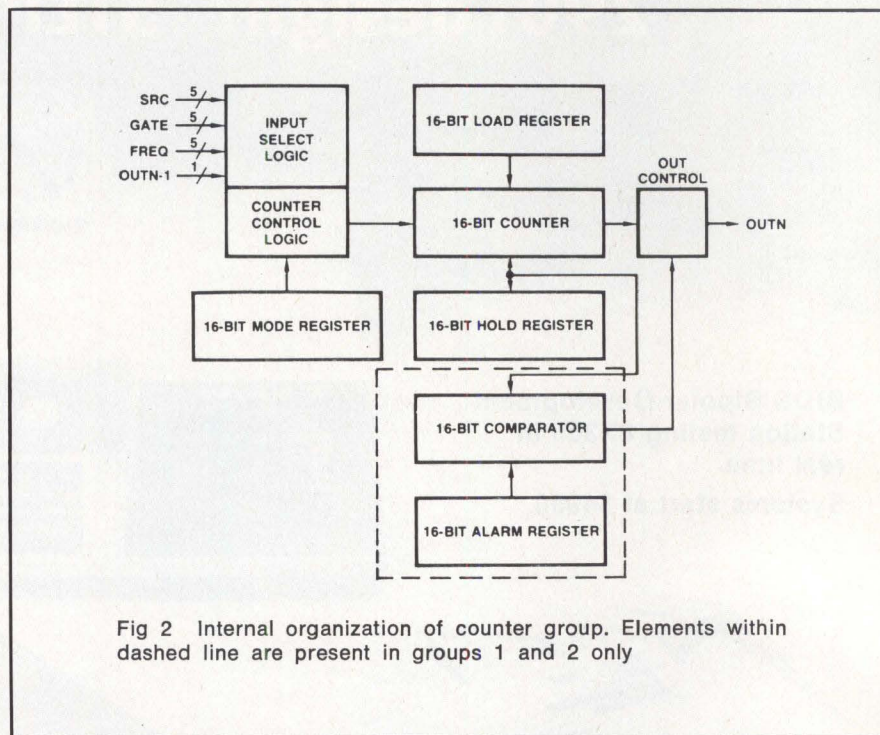 SRC
5
GATE
5
FREQ
5
OUTN-1
1
INPUT
SELECT
LOGIC
COUNTER
CONTROL
LOGIC
16-BIT MODE REGISTER
16-BIT LOAD REGISTER
16-BIT COUNTER
16-BIT HOLD REGISTER
OUT
CONTROL
OUTN
16-BIT COMPARATOR
16-BIT ALARM REGISTER
Fig 2 Internal organization of counter group. Elements within
dashed line are present in groups 1 and 2 only